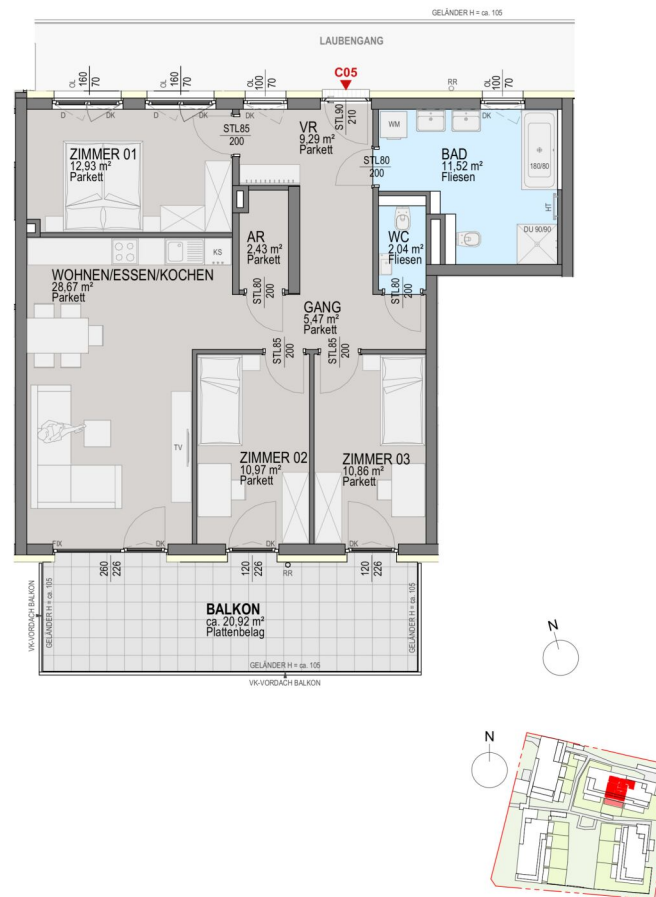 GELÄNDER H = ca. 105
LAUBENGANG
C05
OL 160
70
OL 160
70
OL 100
70
RR
OL 100
70
D
DK
D
DK
DK
DK
STL90
210
STL85
200
VR
9,29 m²
Parkett
WM
ZIMMER 01
12,93 m²
Parkett
STL80
200
BAD
11,52 m²
Fliesen
180/80
HT
DU 90/90
AR
2,43 m²
Parkett
WC
2,04 m²
Fliesen
KS
WOHNEN/ESSEN/KOCHEN
28,67 m²
Parkett
STL80
200
STL80
200
GANG
5,47 m²
Parkett
STL85
200
STL85
200
TV
ZIMMER 02
10,97 m²
Parkett
ZIMMER 03
10,86 m²
Parkett
FIX
DK
DK
DK
260
226
120
226
RR
120
226
VK-VORDACH BALKON
GELÄNDER H = ca. 105
BALKON
ca. 20,92 m²
Plattenbelag
GELÄNDER H = ca. 105
GELÄNDER H = ca. 105
VK-VORDACH BALKON
N
N